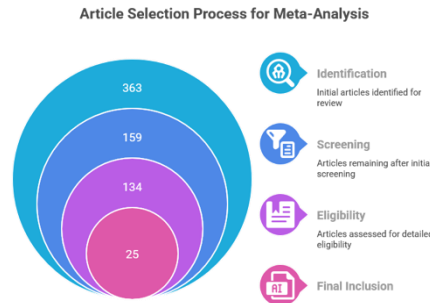 Article Selection Process for Meta-Analysis
363
Identification
Initial articles identified for
review
159
Screening
Articles remaining after initial
screening
134
Eligibility
Articles assessed for detailed
eligibility
25
Final Inclusion
AI